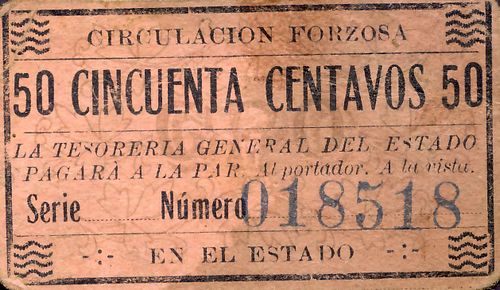 CIRCULACION FORZOSA
50 CINCUENTA CENTAVOS 50
LA TESORERIA GENERAL DEL ESTADO
PAGARÁ A LA PAR. Al portador. A la vista.
Serie Número 018518
-:- EN EL ESTADO -:-